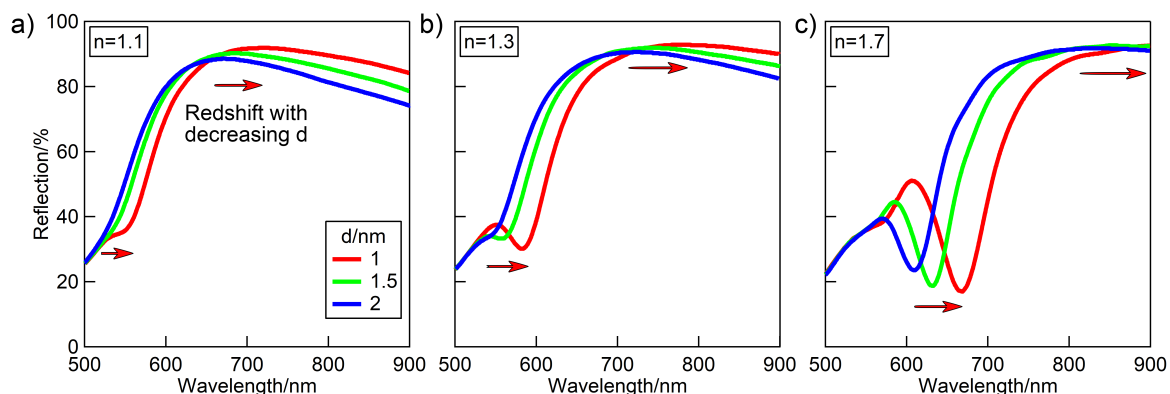 a)
n=1.1
100
80
60
40
20
0
Reflection/%
Redshift with
decreasing d
d/nm
1
1.5
2
500 600 700 800 900
Wavelength/nm
b)
n=1.3
500 600 700 800 900
Wavelength/nm
c)
n=1.7
500 600 700 800 900
Wavelength/nm